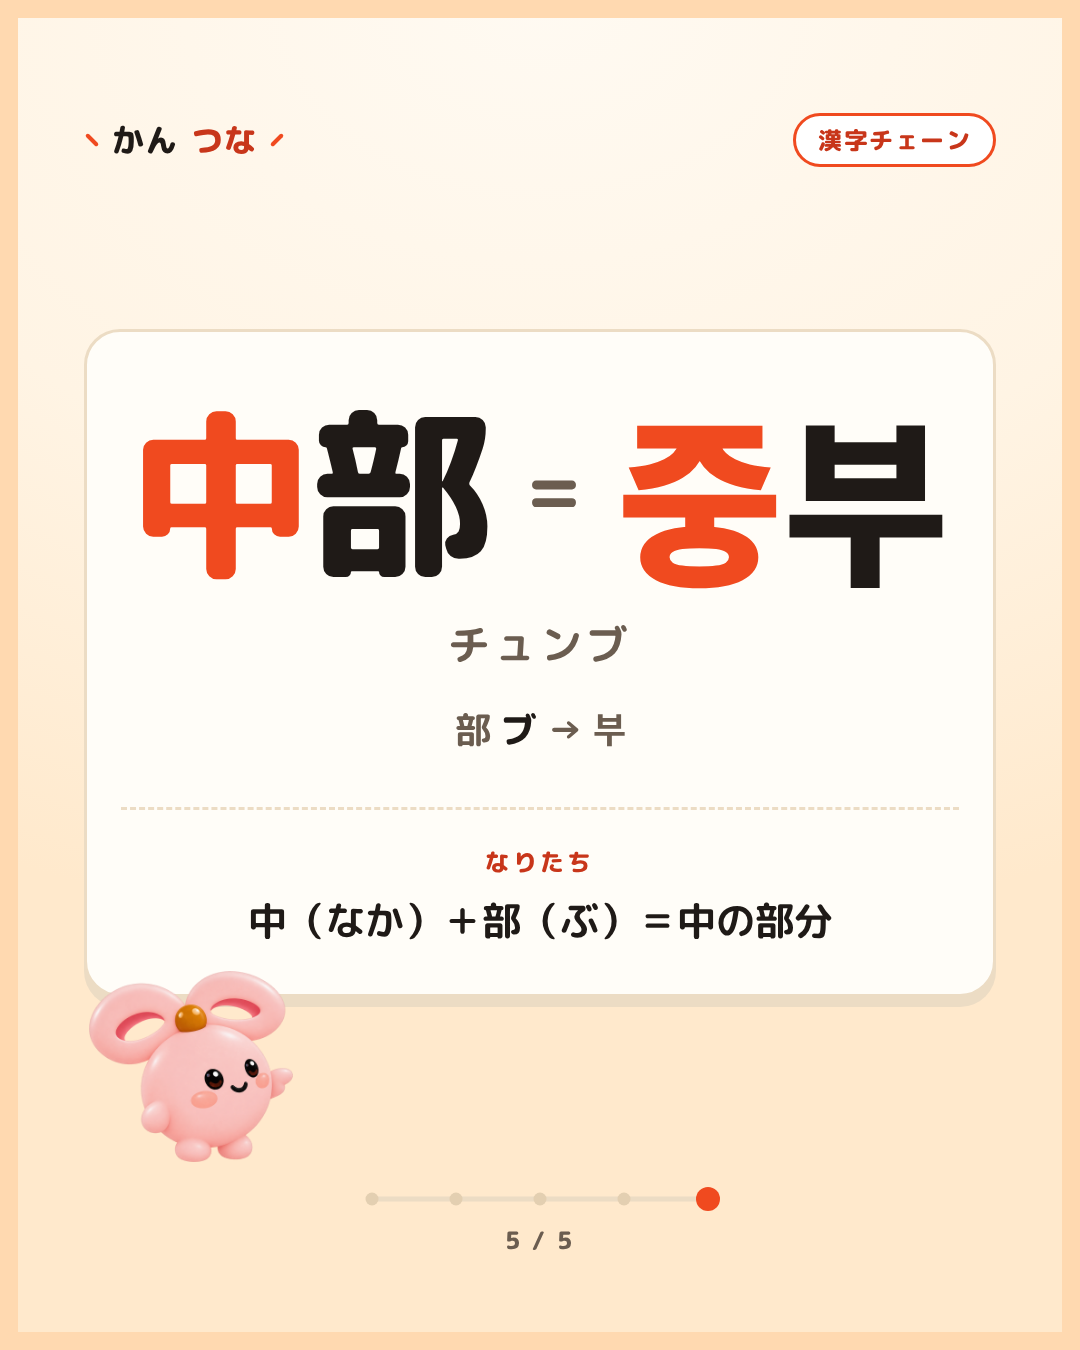 かん つな
漢字チェーン
中部 = 중부
チュンブ
部 ブ → 부
なりたち
中（なか）＋部（ぶ）＝中の部分
5 / 5